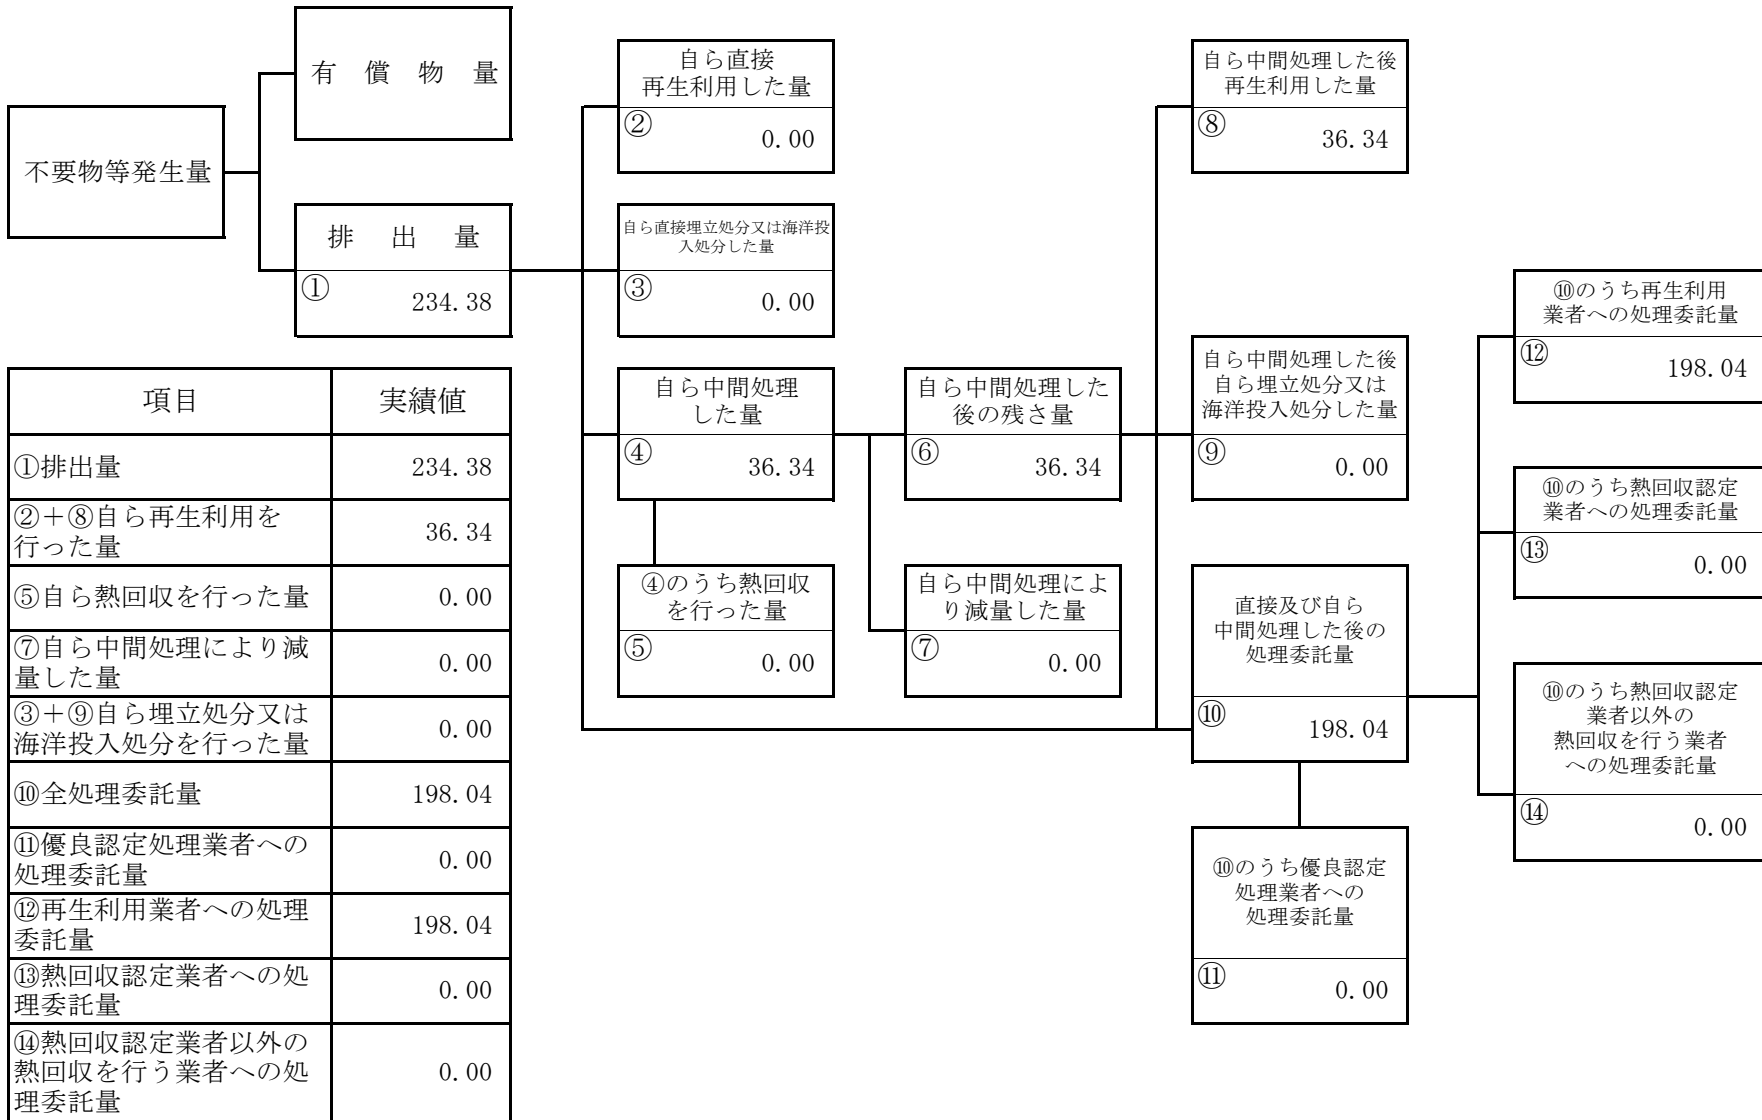 有 償 物 量
不要物等発生量
排 出 量
①
234.38
自ら直接
再生利用した量
②
0.00
自ら直接埋立処分又は海洋投
入処分した量
③
0.00
自ら中間処理
した量
④
36.34
④のうち熱回収
を行った量
⑤
0.00
自ら中間処理した
後の残さ量
⑥
36.34
自ら中間処理によ
り減量した量
⑦
0.00
自ら中間処理した後
再生利用した量
⑧
36.34
自ら中間処理した後
自ら埋立処分又は
海洋投入処分した量
⑨
0.00
直接及び自ら
中間処理した後の
処理委託量
⑩
198.04
⑩のうち優良認定
処理業者への
処理委託量
⑪
0.00
⑩のうち再生利用
業者への処理委託量
⑫
198.04
⑩のうち熱回収認定
業者への処理委託量
⑬
0.00
⑩のうち熱回収認定
業者以外の
熱回収を行う業者
への処理委託量
⑭
0.00
項目 実績値
①排出量 234.38
②＋⑧自ら再生利用を
行った量 36.34
⑤自ら熱回収を行った量 0.00
⑦自ら中間処理により減
量した量 0.00
③＋⑨自ら埋立処分又は
海洋投入処分を行った量 0.00
⑩全処理委託量 198.04
⑪優良認定処理業者への
処理委託量 0.00
⑫再生利用業者への処理
委託量 198.04
⑬熱回収認定業者への処
理委託量 0.00
⑭熱回収認定業者以外の
熱回収を行う業者への処
理委託量 0.00